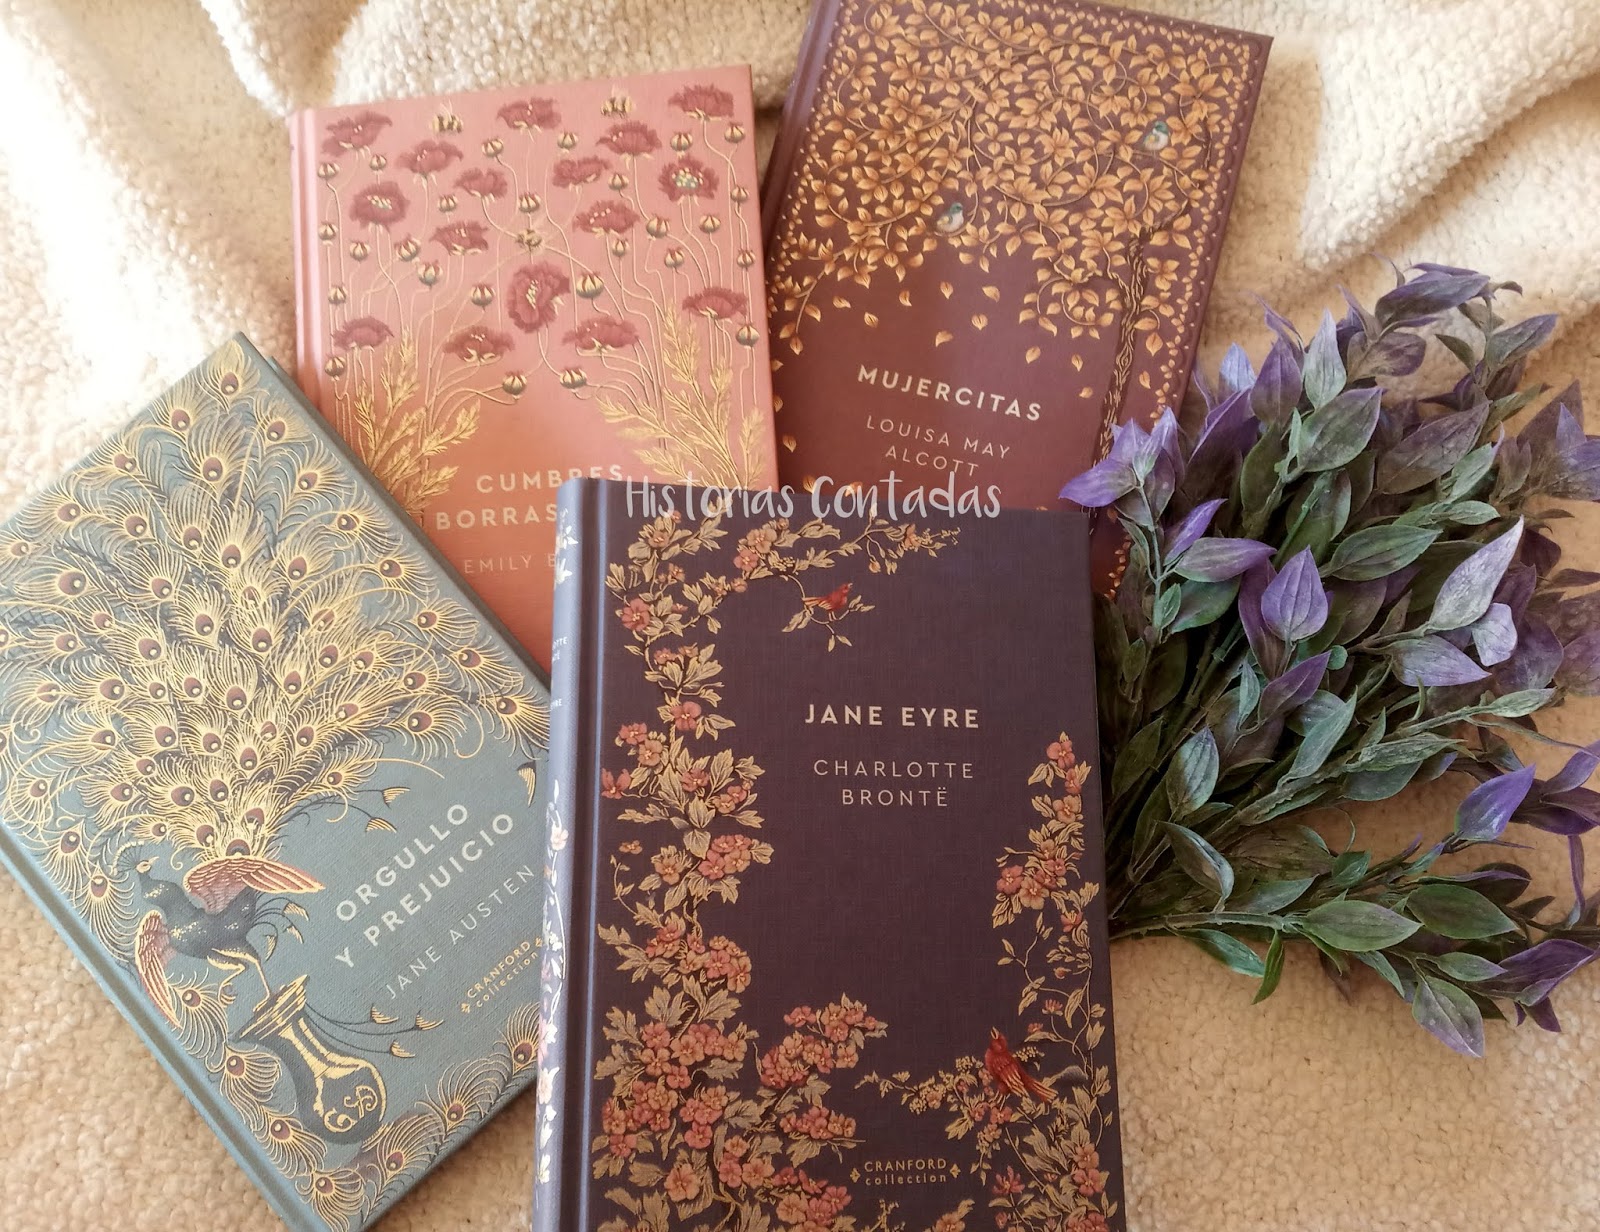 MUJERCITAS
LOUISA MAY
ALCOTT
CUMBRES
EMILY
Historias Contadas
JANE EYRE
CHARLOTTE
BRONTË
CRANFORD
collection
ORGULLO
Y PREJUICIO
JANE AUSTEN
CRANFORD
collection